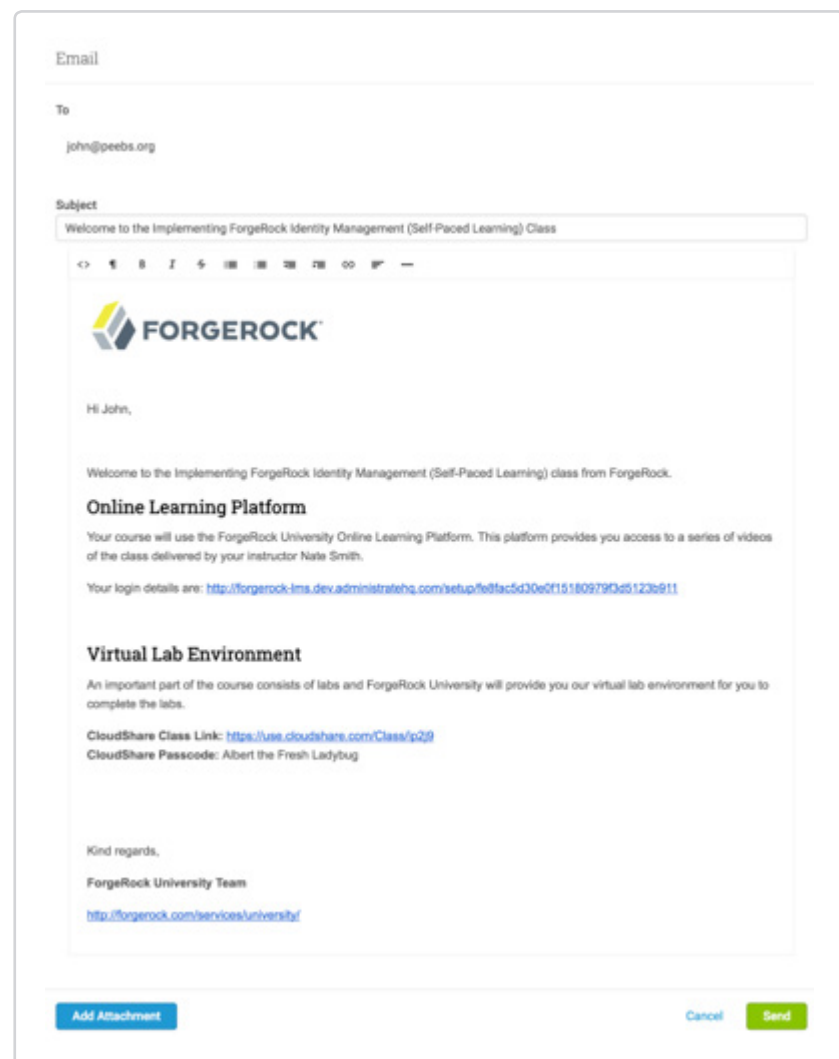 Email
To
john@peebs.org
Subject
Welcome to the Implementing ForgeRock Identity Management (Self-Paced Learning) Class
FORGEROCK
Hi John,
Welcome to the Implementing ForgeRock Identity Management (Self-Paced Learning) class from ForgeRock.
Online Learning Platform
Your course will use the ForgeRock University Online Learning Platform. This platform provides you access to a series of videos
of the class delivered by your instructor Nate Smith.
Your login details are: http://forgerock-lms.dev.administratehq.com/setup/fe8fac5d30e0f15180979f3d5123b911
Virtual Lab Environment
An important part of the course consists of labs and ForgeRock University will provide you our virtual lab environment for you to
complete the labs.
CloudShare Class Link: https://use.cloudshare.com/Class/ip2j9
CloudShare Passcode: Albert the Fresh Ladybug
Kind regards,
ForgeRock University Team
http://forgerock.com/services/university/
Add Attachment
Cancel
Send